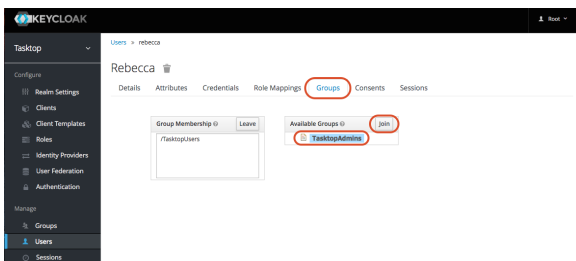 KEYCLOAK
Root
Tasktop
Users » rebecca
Rebecca
Configure
Details Attributes Credentials Role Mappings Groups Consents Sessions
Realm Settings
Clients
Client Templates
Roles
Identity Providers
User Federation
Authentication
Group Membership Leave
/TasktopUsers
Available Groups Join
TasktopAdmins
Manage
Groups
Users
Sessions